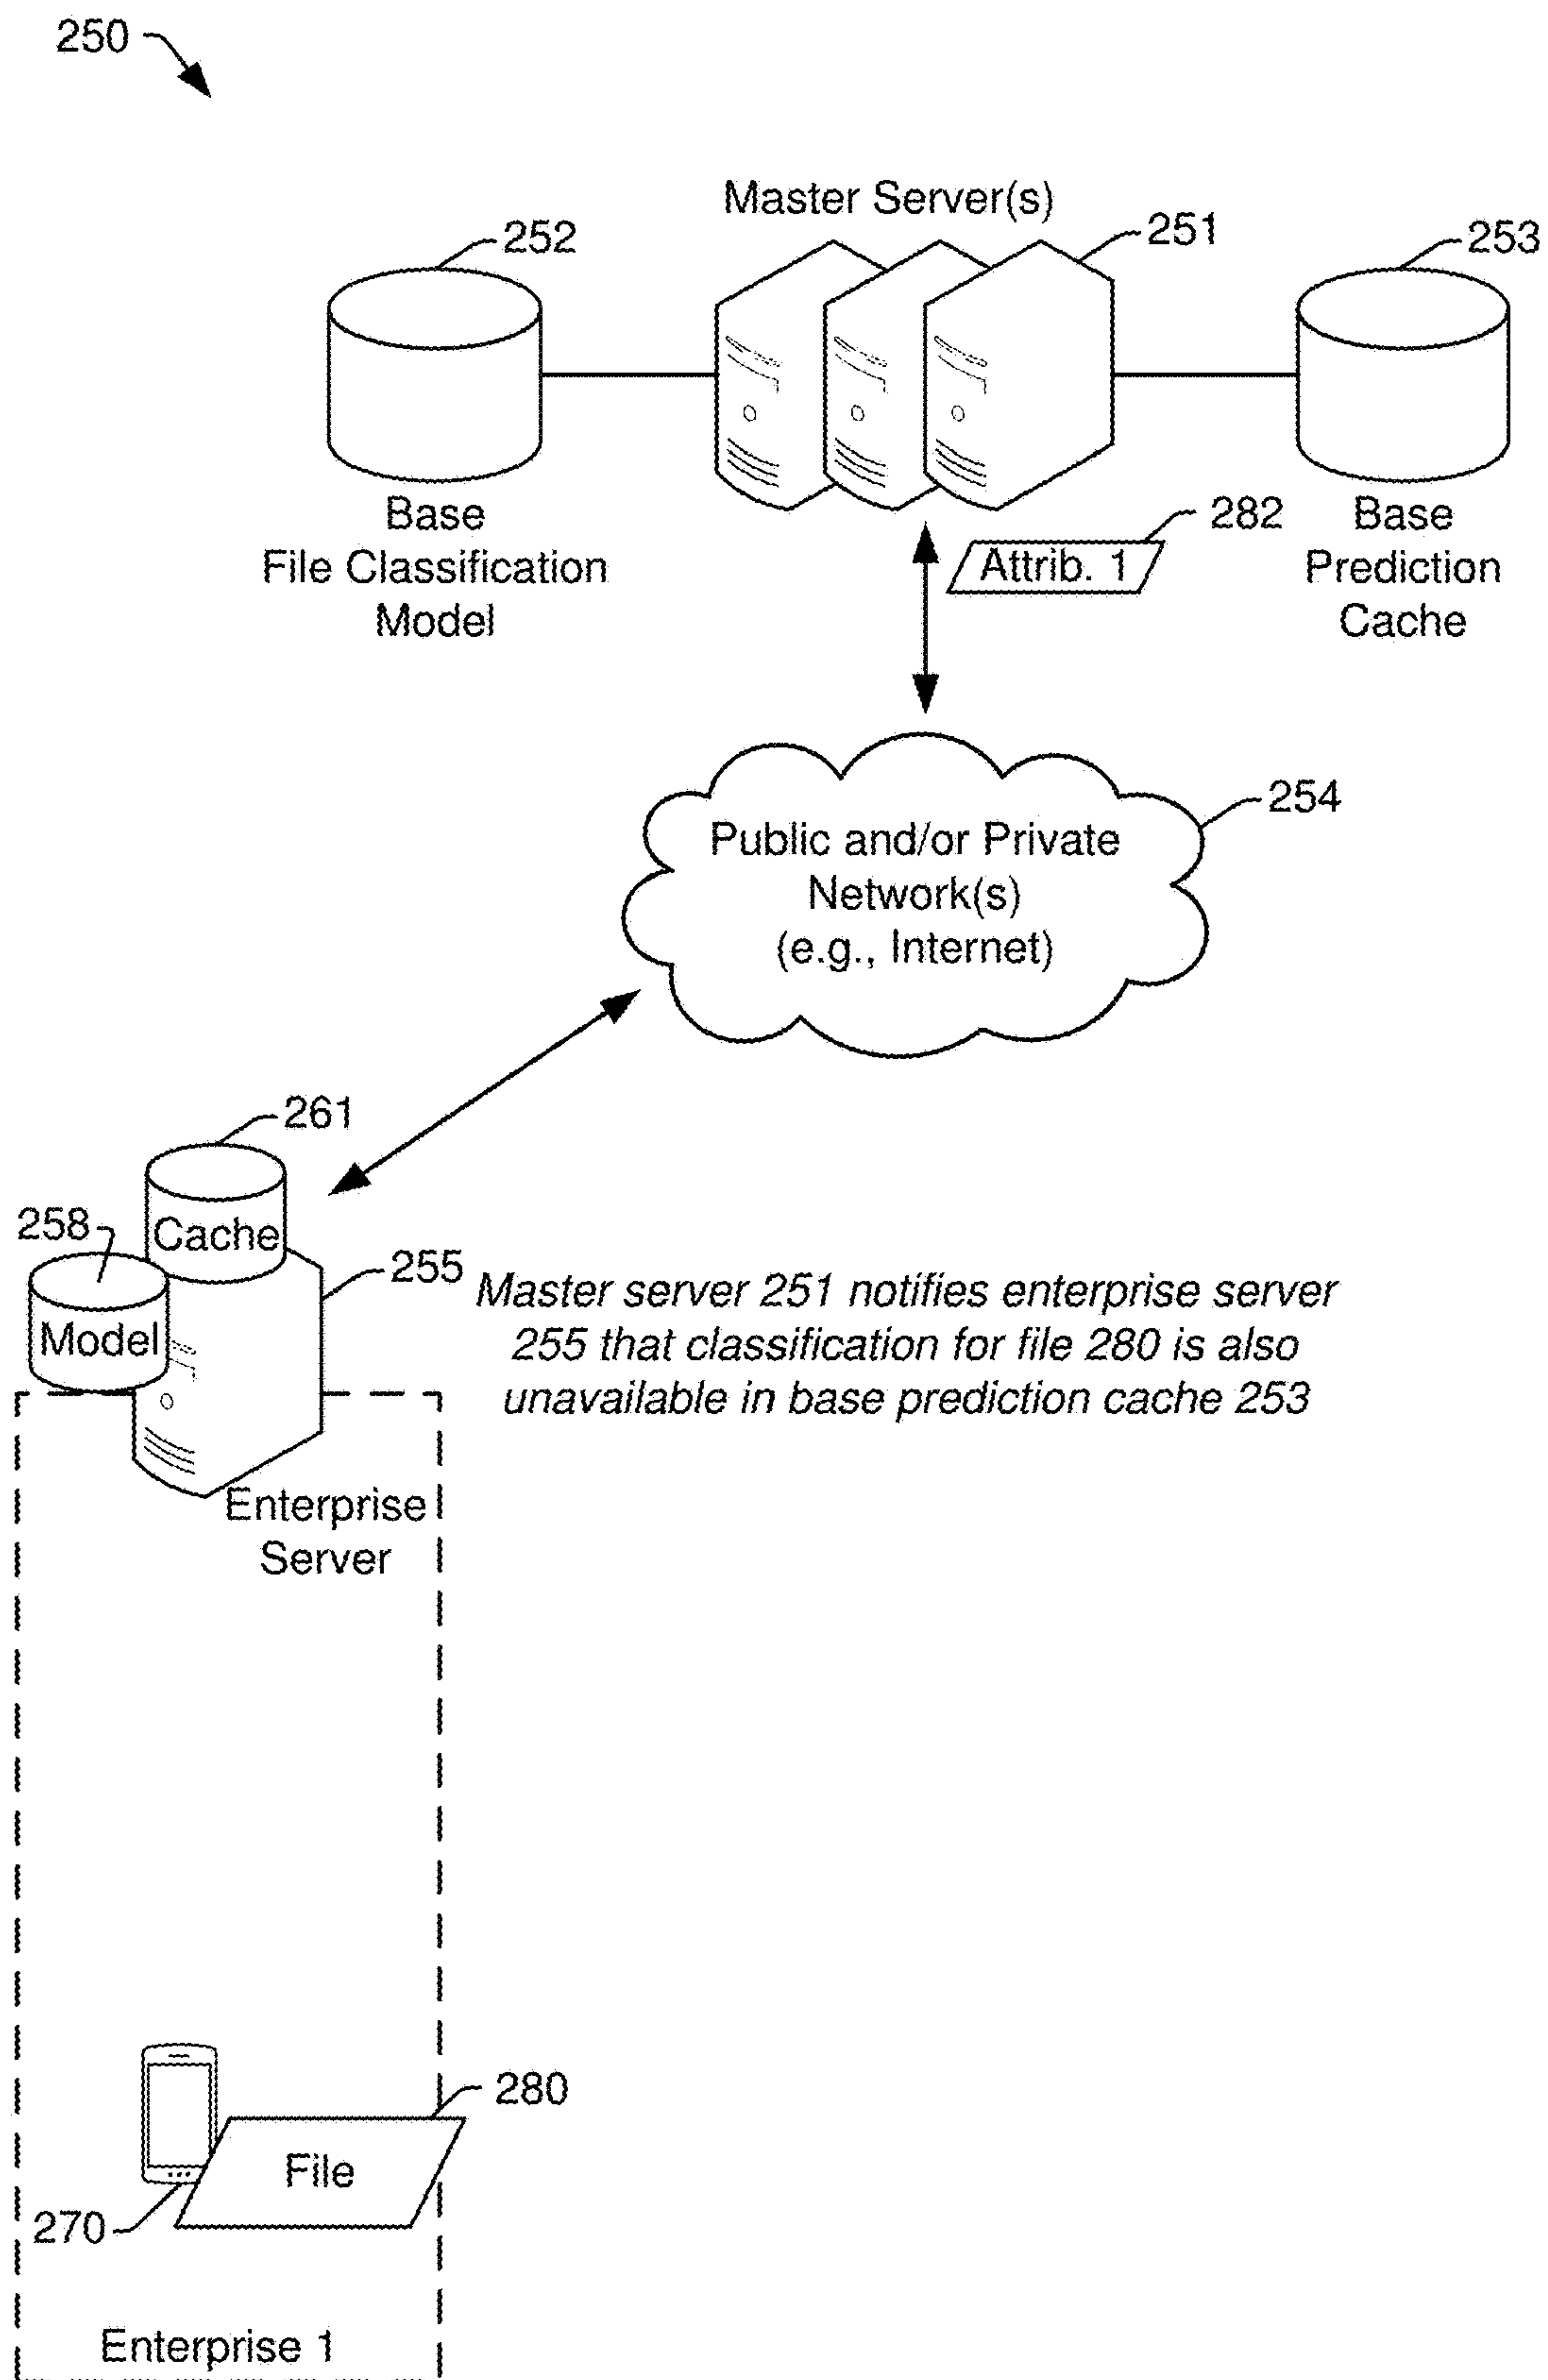 250
Master Server(s)
252
251
253
Base
File Classification
Model
282
Attrib. 1
Base
Prediction
Cache
254
Public and/or Private
Network(s)
(e.g., Internet)
261
Cache
258
Model
255
Master server 251 notifies enterprise server
255 that classification for file 280 is also
unavailable in base prediction cache 253
Enterprise
Server
280
File
270
Enterprise 1